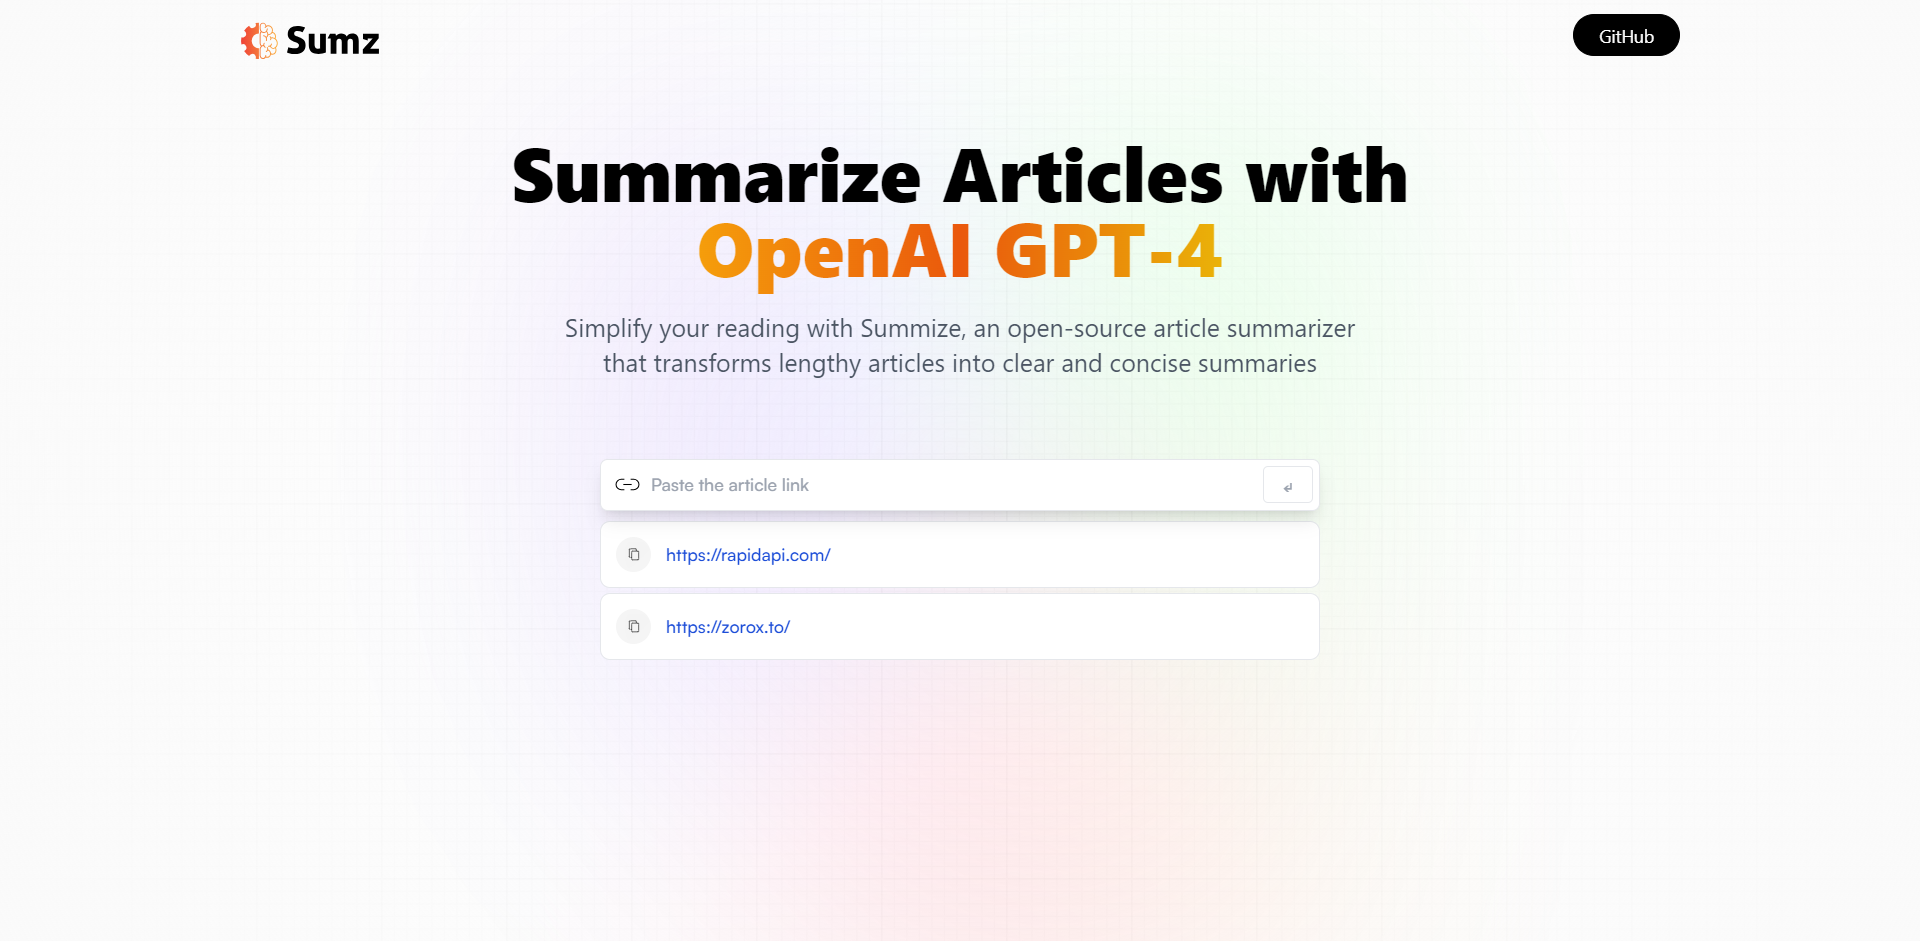 Sumz
GitHub
Summarize Articles with
OpenAI GPT-4
Simplify your reading with Summize, an open-source article summarizer
that transforms lengthy articles into clear and concise summaries
Paste the article link
↵
https://rapidapi.com/
https://zorox.to/